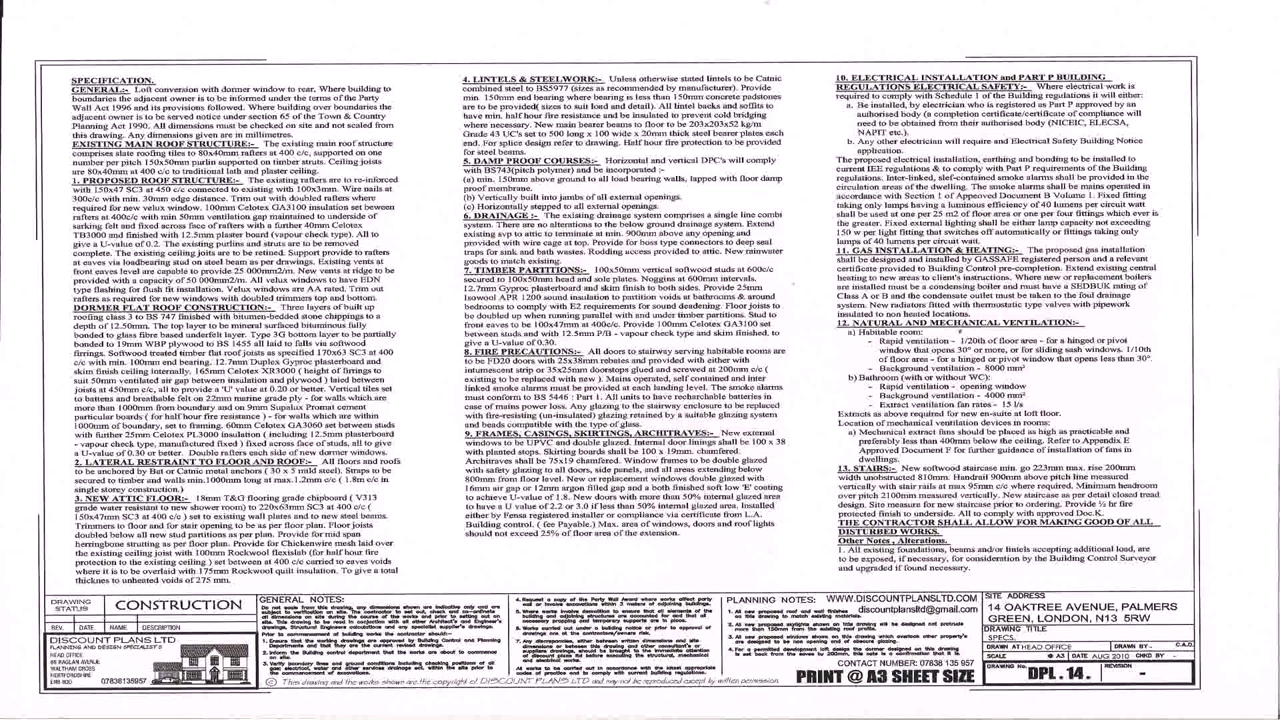 SPECIFICATION.
GENERAL:- Loft conversion with dormer window to rear. Where building to
boundaries the adjacent owner is to be informed under the terms of the Party
Wall Act 1996 and its provisions followed. Where building over boundaries the
adjacent owner is to be served notice under section 65 of the Town & Country
Planning Act 1990. All dimensions must be checked on site and not scaled from
this drawing. Any dimensions given are in millimetres.
EXISTING MAIN ROOF STRUCTURE:- The existing main roof structure
comprises slate roofing tiles to 80x40mm rafters at 400 c/c, supported on one
number per pitch 150x50mm purlin supported on timber struts. Ceiling joists
are 80x40mm at 400 c/c to traditional lath and plaster ceiling.
1. PROPOSED ROOF STRUCTURE:- The existing rafters are to re-inforced
with 150x47 SC3 at 450 c/c connected to existing with 100x3mm. Wire nails at
300c/c with min. 30mm edge distance. Trim out with doubled rafters where
required for new velux window. 100mm Celotex GA3100 insulation set between
rafters at 400c/c with min 50mm ventilation gap maintained to underside of
sarking felt and fixed across face of rafters with a further 40mm Celotex
TB3000 and finished with 12.5mm plaster board (vapour check type). All to
give a U-value of 0.2. The existing purlins and struts are to be removed
complete. The existing ceiling joits are to be retained. Support provide to rafters
at eaves via loadbearing stud on steel beam as per drawings. Existing vents at
front eaves level are capable to provide 25 000mm2/m. New vents at ridge to be
provided with a capacity of 50 000mm2/m. All velux windows to have EDN
type flashing for flush fit installation. Velux windows are AA rated. Trim out
rafters as required for new windows with doubled trimmers top and bottom.
DORMER FLAT ROOF CONSTRUCTION:- Three layers of built up
roofing class 3 to BS 747 finished with bitumen-bedded stone chippings to a
depth of 12.50mm. The top layer to be mineral surfaced bituminous fully
bonded to glass fibre based underfelt layer. Type 3G bottom layer to be partially
bonded to 19mm WBP plywood to BS 1455 all laid to falls via softwood
firrings. Softwood treated timber flat roof joists as specified 170x63 SC3 at 400
c/c with min. 100mm end bearing. 12.7mm Duplex Gyproc plasterboard and
skim finish ceiling internally. 165mm Celotex XR3000 ( height of firrings to
suit 50mm ventilated air gap between insulation and plywood ) laied between
joists at 450mm c/c, all to provide a 'U' value at 0.20 or better. Vertical tiles set
to battens and breathable felt on 22mm marine grade ply - for walls which are
more than 1000mm from boundary and on 9mm Supalux Promat cement
particular boards ( for half hour fire resistance ) - for walls which are within
1000mm of boundary, set to framing. 60mm Celotex GA3060 set between studs
with further 25mm Celotex PL3000 insulation ( including 12.5mm plasterboard
- vapour check type, manufactured fixed ) fixed across face of studs, all to give
a U-value of 0.30 or better. Double rafters each side of new dormer windows.
2. LATERAL RESTRAINT TO FLOOR AND ROOF:- All floors and roofs
to be anchored by Bat or Catnic metal anchors ( 30 x 5 mild steel). Straps to be
secured to timber and walls min.1000mm long at max.1.2m c/c ( 1.8m c/c in
single storey construction.)
3. NEW ATTIC FLOOR:- 18mm T&G flooring grade chipboard ( V313
grade water resistant to new shower room) to 220x63mm SC3 at 400 c/c (
150x47mm SC3 at 400 c/c ) set to existing wall plates and to new steel beams.
Trimmers to floor and for stair opening to be as per floor plan. Floor joists
doubled below all new stud partitions as per plan. Provide for mid span
herringbone strutting as per floor plan. Provide for Chickenwire mesh laid over
the existing ceiling joist with 100mm Rockwool flexislab (for half hour fire
protection to the existing ceiling ) set between at 400 c/c carried to eaves voids
where it is to be overlaid with 175mm Rockwool quilt insulation. To give a total
thicknes to unheated voids of 275 mm.
4. LINTELS & STEELWORK:- Unless otherwise stated lintels to be Catnic
combined steel to BS5977 (sizes as recommended by manufacturer). Provide
min. 150mm end bearing where bearing is less than 150mm concrete padstones
are to be provided( sizes to suit load and detail). All lintel backs and soffits to
have min. half hour fire resistance and be insulated to prevent cold bridging
where necessary. New main bearer beams to floor to be 203x203x52 kg/m
Grade 43 UC's set to 500 long x 100 wide x 20mm thick steel bearer plates each
end. For splice design refer to drawing. Half hour fire protection to be provided
for steel beams.
5. DAMP PROOF COURSES:- Horizontal and vertical DPC's will comply
with BS743(pitch polymer) and be incorporated :-
(a) min. 150mm above ground to all load bearing walls, lapped with floor damp
proof membrane.
(b) Vertically built into jambs of all external openings.
(c) Horizontally stepped to all external openings.
6. DRAINAGE :- The existing drainage system comprises a single line combi
system. There are no alterations to the below ground drainage system. Extend
existing svp to attic to terminate at min. 900mm above any opening and
provided with wire cage at top. Provide for boss type connectors to deep seal
traps for sink and bath wastes. Rodding access provided to attic. New rainwater
goods to match existing.
7. TIMBER PARTITIONS:- 100x50mm vertical softwood studs at 600c/c
secured to 100x50mm head and sole plates. Noggins at 600mm intervals.
12.7mm Gyproc plasterboard and skim finish to both sides. Provide 25mm
Isowool APR 1200 sound insulation to partition voids at bathrooms & around
bedrooms to comply with E2 requirements for sound deadening. Floor joists to
be doubled up when running parallel with and under timber partitions. Stud to
front eaves to be 100x47mm at 400c/c. Provide 100mm Celotex GA3100 set
between studs and with 12.5mm P/B - vapour check type and skim finished, to
give a U-value of 0.30.
8. FIRE PRECAUTIONS:- All doors to stairway serving habitable rooms are
to be FD20 doors with 25x38mm rebates and provided with either with
intumescent strip or 35x25mm doorstops glued and screwed at 200mm c/c (
existing to be replaced with new ). Mains operated, self contained and inter
linked smoke alarms must be provided at each landing level. The smoke alarms
must conform to BS 5446 : Part 1. All units to have recharchable batteries in
case of mains power loss. Any glazing to the stairway enclosure to be replaced
with fire-resisting (un-insulated) glazing retained by a suitable glazing system
and beads compatible with the type of glass.
9. FRAMES, CASINGS, SKIRTINGS, ARCHITRAVES:- New external
windows to be UPVC and double glazed. Internal door linings shall be 100 x 38
with planted stops. Skirting boards shall be 100 x 19mm. chamfered.
Architraves shall be 75x19 chamfered. Window frames to be double glazed
with safety glazing to all doors, side panels, and all areas extending below
800mm from floor level. New or replacement windows double glazed with
16mm air gap or 12mm argon filled gap and a both finished soft low 'E' coating
to achieve U-value of 1.8. New doors with more than 50% internal glazed area
to have a U value of 2.2 or 3.0 if less than 50% internal glazed area. Installed
either by Fensa registered installer or compliance via certificate from L.A.
Building control. ( fee Payable.) Max. area of windows, doors and roof lights
should not exceed 25% of floor area of the extension.
10. ELECTRICAL INSTALLATION and PART P BUILDING
REGULATIONS ELECTRICAL SAFETY:- Where electrical work is
required to comply with Schedule 1 of the Building regulations it will either:
a. Be installed, by electrician who is registered as Part P approved by an
authorised body (a completion certificate/certificate of compliance will
need to be obtained from their authorised body (NICEIC, ELECSA,
NAPIT etc.).
b. Any other electrician will require and Electrical Safety Building Notice
application.
The proposed electrical installation, earthing and bonding to be installed to
current IEE regulations & to comply with Part P requirements of the Building
regulations. Inter-linked, slef-contained smoke alarms shall be provided in the
circulation areas of the dwelling. The smoke alarms shall be mains operated in
accordance with Section 1 of Approved Document B Volume 1. Fixed fitting
taking only lamps having a luminous efficiency of 40 lumens per circuit watt
shall be used at one per 25 m2 of floor area or one per four fittings which ever is
the greater. Fixed external lighting shall be either lamp capacity not exceeding
150 w per light fitting that switches off automatically or fittings taking only
lamps of 40 lumens per circuit watt.
11. GAS INSTALLATION & HEATING:- The proposed gas installation
shall be designed and installed by GASSAFE registered person and a relevant
certificate provided to Building Control pre-completion. Extend existing central
heating to new areas to client's instructions. Where new or replacement boilers
are installed must be a condensing boiler and must have a SEDBUK rating of
Class A or B and the condensate outlet must be taken to the foul drainage
system. New radiators fitted with thermostatic type valves with pipework
insulated to non heated locations.
12. NATURAL AND MECHANICAL VENTILATION:-
a) Habitable room:
- Rapid ventilation - 1/20th of floor area - for a hinged or pivot
window that opens 30° or more, or for sliding sash windows. 1/10th
of floor area - for a hinged or pivot window that opens less than 30°.
- Background ventilation - 8000 mm²
b) Bathroom (with or without WC):
- Rapid ventilation - opening window
- Background ventilation - 4000 mm²
- Extract ventilation fan rates - 15 l/s
Extracts as above required for new en-suite at loft floor.
Location of mechanical ventilation devices in rooms:
a) Mechanical extract fans should be placed as high as practicable and
preferably less than 400mm below the ceiling. Refer to Appendix E
Approved Document F for further guidance of installation of fans in
dwellings.
13. STAIRS:- New softwood staircase min. go 223mm max. rise 200mm
width unobstructed 810mm. Handrail 900mm above pitch line measured
vertically with stair rails at max 95mm c/c where required. Minimum headroom
over pitch 2100mm measured vertically. New staircase as per detail closed tread
design. Site measure for new staircase prior to ordering. Provide ½ hr fire
protected finish to underside. All to comply with approved Doc.K.
THE CONTRACTOR SHALL ALLOW FOR MAKING GOOD OF ALL
DISTURBED WORKS.
Other Notes , Alterations.
1. All existing foundations, beams and/or lintels accepting additional load, are
to be exposed, if necessary, for consideration by the Building Control Surveyor
and upgraded if found necessary.
DRAWING STATUS
CONSTRUCTION
REV. DATE. NAME DESCRIPTION
DISCOUNT PLANS LTD
PLANNING AND DESIGN SPECIALIST'S
HEAD OFFICE
WALTHAM CROSS
HERTFORDSHIRE
07838135957
GENERAL NOTES:
PLANNING NOTES:
WWW.DISCOUNTPLANSLTD.COM
discountplansltd@gmail.com
CONTACT NUMBER: 07838 135 957
PRINT @ A3 SHEET SIZE
© This drawing and the works shown are the copyright of DISCOUNT PLANS LTD and may not be reproduced except by written permission
SITE ADDRESS
14 OAKTREE AVENUE, PALMERS
GREEN, LONDON, N13 5RW
DRAWING TITLE
SPECS.
DRAWN AT HEAD OFFICE DRAWN BY.- C.A.D.
SCALE @ A3 DATE AUG 2010 CHKD BY -
DRAWING No. DPL.14. REVISION -